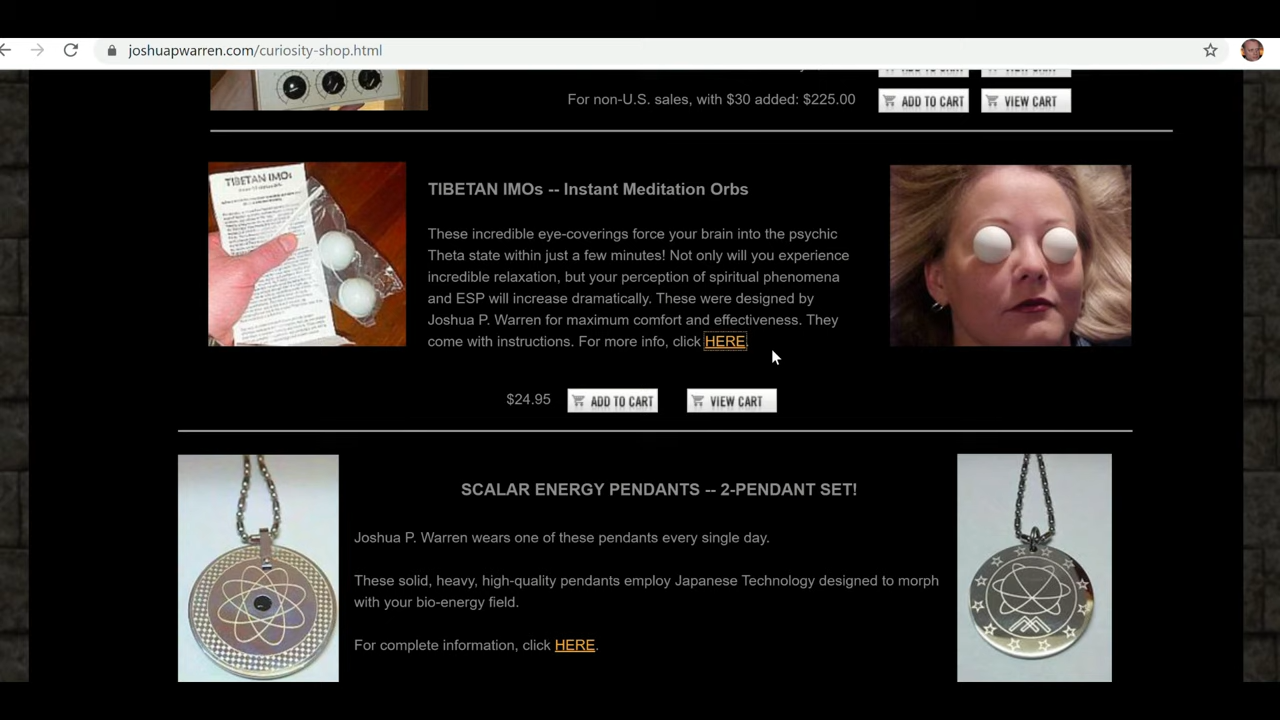 joshuapwarren.com/curiosity-shop.html
For non-U.S. sales, with $30 added: $225.00
ADD TO CART
VIEW CART
TIBETAN IMOs
TIBETAN IMOs -- Instant Meditation Orbs
These incredible eye-coverings force your brain into the psychic
Theta state within just a few minutes! Not only will you experience
incredible relaxation, but your perception of spiritual phenomena
and ESP will increase dramatically. These were designed by
Joshua P. Warren for maximum comfort and effectiveness. They
come with instructions. For more info, click HERE.
$24.95
ADD TO CART
VIEW CART
SCALAR ENERGY PENDANTS -- 2-PENDANT SET!
Joshua P. Warren wears one of these pendants every single day.
These solid, heavy, high-quality pendants employ Japanese Technology designed to morph
with your bio-energy field.
For complete information, click HERE.